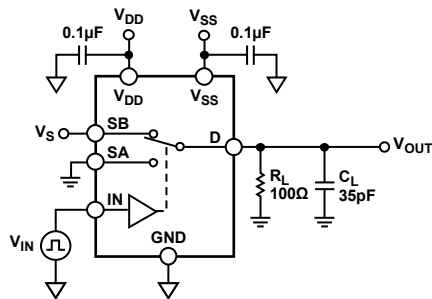 VDD
VSS
0.1µF
0.1µF
VDD
VSS
VS
SB
SA
D
VOUT
RL
100Ω
CL
35pF
IN
VIN
GND